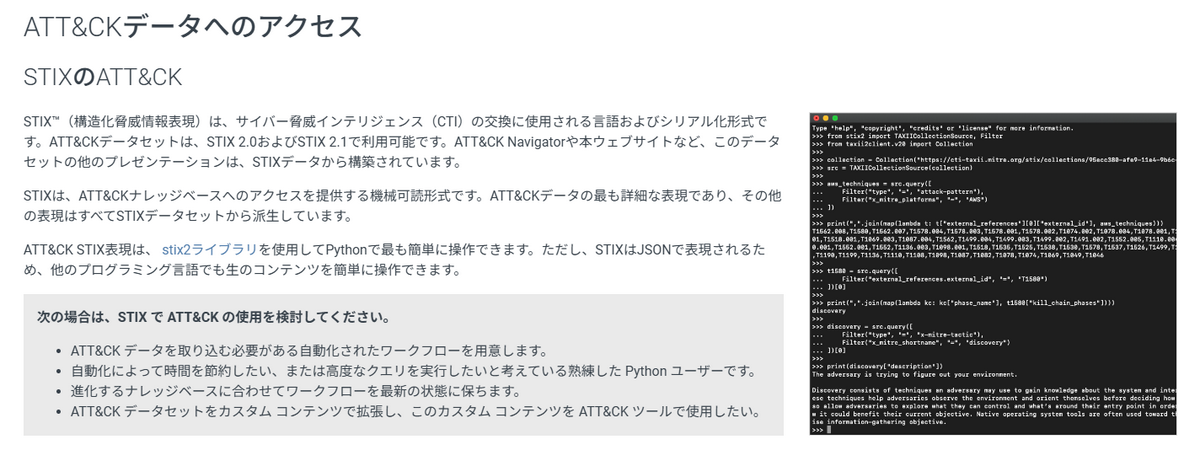 ATT&CKデータへのアクセス
STIXのATT&CK
STIX™（構造化脅威情報表現）は、サイバー脅威インテリジェンス（CTI）の交換に使用される言語およびシリアル化形式で
す。ATT&CKデータセットは、STIX 2.0およびSTIX 2.1で利用可能です。ATT&CK Navigatorや本ウェブサイトなど、このデータ
セットの他のプレゼンテーションは、STIXデータから構築されています。
STIXは、ATT&CKナレッジベースへのアクセスを提供する機械可読形式です。ATT&CKデータの最も詳細な表現であり、その他
の表現はすべてSTIXデータセットから派生しています。
ATT&CK STIX表現は、 stix2ライブラリを使用してPythonで最も簡単に操作できます。ただし、STIXはJSONで表現されるた
め、他のプログラミング言語でも生のコンテンツを簡単に操作できます。
次の場合は、STIX で ATT&CK の使用を検討してください。
• ATT&CK データを取り込む必要がある自動化されたワークフローを用意します。
• 自動化によって時間を節約したい、または高度なクエリを実行したいと考えている熟練した Python ユーザーです。
• 進化するナレッジベースに合わせてワークフローを最新の状態に保ちます。
• ATT&CK データセットをカスタム コンテンツで拡張し、このカスタム コンテンツを ATT&CK ツールで使用したい。
Type "help", "copyright", "credits" or "license" for more information.
>>> from stix2 import TAXIICollectionSource, Filter
>>> from taxii2client.v20 import Collection
>>>
>>> collection = Collection("https://cti-taxii.mitre.org/stix/collections/95ecc380-afe9-11e4-9b6c
>>> src = TAXIICollectionSource(collection)
>>>
>>> aws_techniques = src.query([
...     Filter("type", "=", "attack-pattern"),
...     Filter("x_mitre_platforms", "=", "AWS")
... ])
>>>
>>> print(",".join(map(lambda t: t["external_references"][0]["external_id"], aws_techniques)))
T1562.008,T1580,T1562.007,T1578.004,T1578.003,T1578.001,T1578.002,T1074.002,T1078.004,T1078.001,T1
01,T1518.001,T1069.003,T1087.004,T1562,T1499.004,T1499.003,T1499.002,T1491.002,T1552.005,T1110.00
0.001,T1552.001,T1552,T1136.003,T1098.001,T1518,T1535,T1525,T1538,T1530,T1578,T1537,T1526,T1499,T
,T1190,T1199,T1136,T1110,T1108,T1098,T1087,T1082,T1078,T1074,T1069,T1049,T1046
>>>
>>> t1580 = src.query([
...     Filter("external_references.external_id", "=", "T1580")
... ])[0]
>>>
>>> print(",".join(map(lambda kc: kc["phase_name"], t1580["kill_chain_phases"])))
discovery
>>>
>>> discovery = src.query([
...     Filter("type", "=", "x-mitre-tactic"),
...     Filter("x_mitre_shortname", "=", "discovery")
... ])[0]
>>>
>>> print(discovery["description"])
The adversary is trying to figure out your environment.
Discovery consists of techniques an adversary may use to gain knowledge about the system and inter
ese techniques help adversaries observe the environment and orient themselves before deciding how
so allow adversaries to explore what they can control and what's around their entry point in orde
w it could benefit their current objective. Native operating system tools are often used toward th
ise information-gathering objective.
>>>